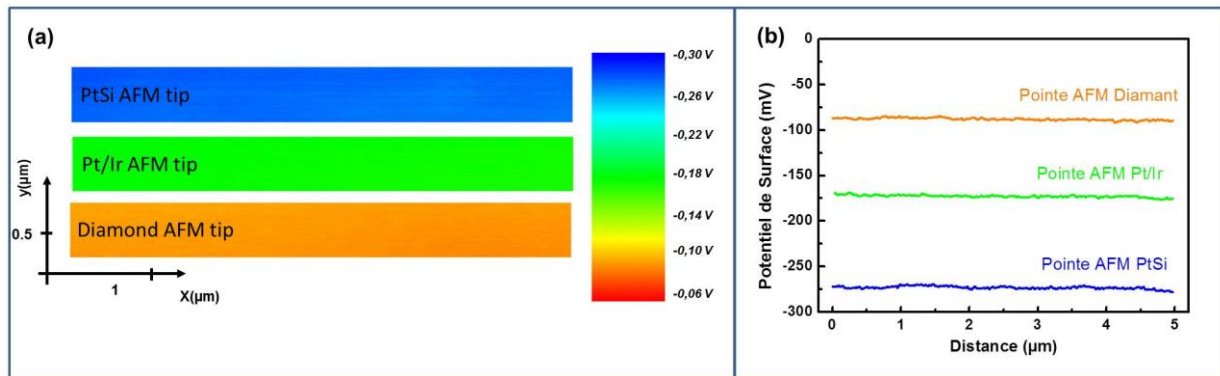 (a)
PtSi AFM tip
Pt/Ir AFM tip
Diamond AFM tip
y(µm)
0.5
1
X(µm)
-0,30 V
-0,26 V
-0,22 V
-0,18 V
-0,14 V
-0,10 V
-0,06 V
(b)
Potentiel de Surface (mV)
0
-50
-100
-150
-200
-250
-300
Pointe AFM Diamant
Pointe AFM Pt/Ir
Pointe AFM PtSi
0 1 2 3 4 5
Distance (µm)